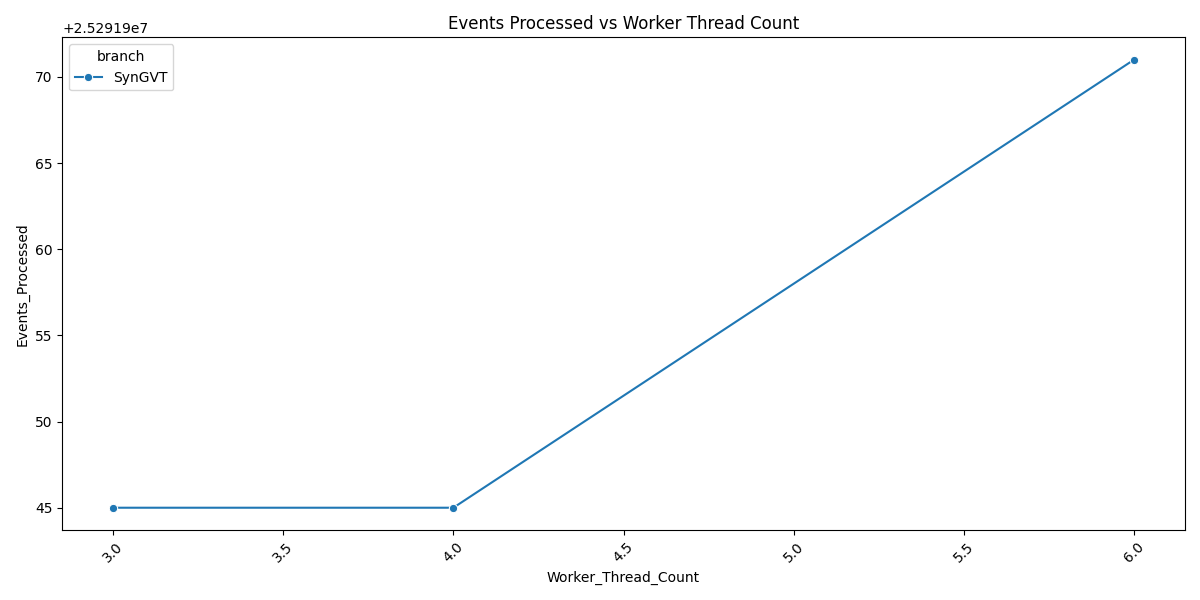 Events Processed vs Worker Thread Count
+2.52919e7
branch
SynGVT
70
65
60
55
50
45
Events_Processed
3.0
3.5
4.0
4.5
5.0
5.5
6.0
Worker_Thread_Count